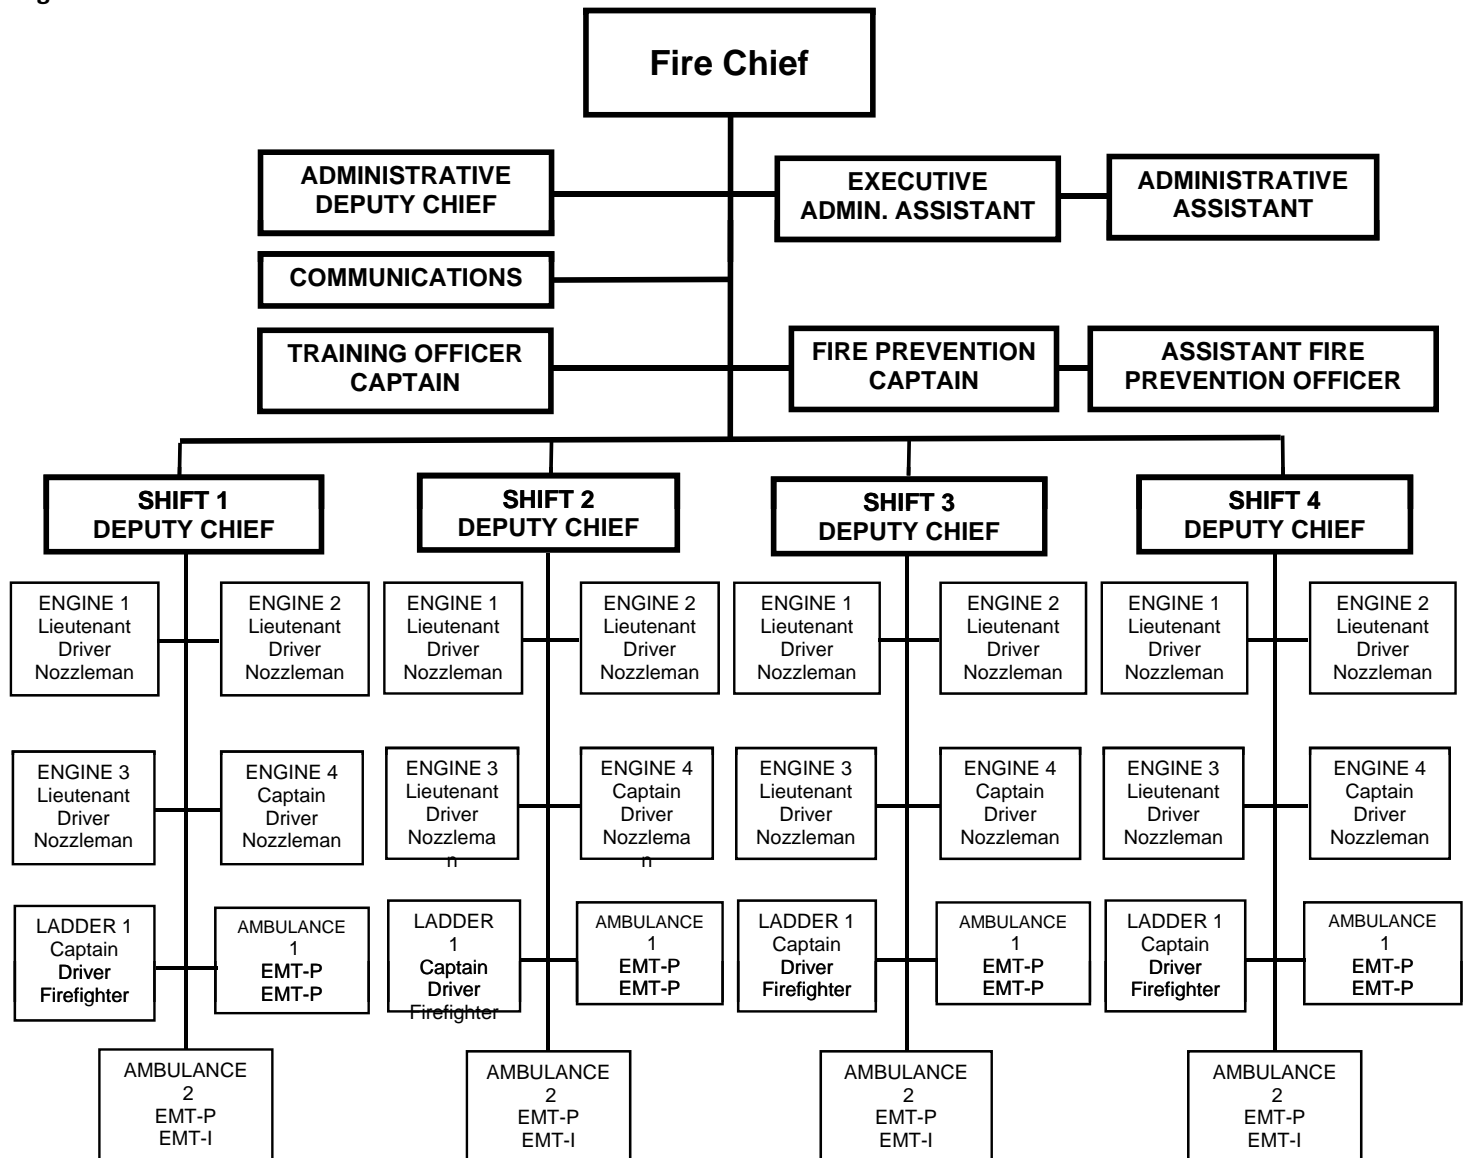 Fire Chief
ADMINISTRATIVE
DEPUTY CHIEF
EXECUTIVE
ADMIN. ASSISTANT
ADMINISTRATIVE
ASSISTANT
COMMUNICATIONS
TRAINING OFFICER
CAPTAIN
FIRE PREVENTION
CAPTAIN
ASSISTANT FIRE
PREVENTION OFFICER
SHIFT 1
DEPUTY CHIEF
SHIFT 2
DEPUTY CHIEF
SHIFT 3
DEPUTY CHIEF
SHIFT 4
DEPUTY CHIEF
ENGINE 1
Lieutenant
Driver
Nozzleman
ENGINE 2
Lieutenant
Driver
Nozzleman
ENGINE 1
Lieutenant
Driver
Nozzleman
ENGINE 2
Lieutenant
Driver
Nozzleman
ENGINE 1
Lieutenant
Driver
Nozzleman
ENGINE 2
Lieutenant
Driver
Nozzleman
ENGINE 1
Lieutenant
Driver
Nozzleman
ENGINE 2
Lieutenant
Driver
Nozzleman
ENGINE 3
Lieutenant
Driver
Nozzleman
ENGINE 4
Captain
Driver
Nozzleman
ENGINE 3
Lieutenant
Driver
Nozzlema
n
ENGINE 4
Captain
Driver
Nozzlema
n
ENGINE 3
Lieutenant
Driver
Nozzleman
ENGINE 4
Captain
Driver
Nozzleman
ENGINE 3
Lieutenant
Driver
Nozzleman
ENGINE 4
Captain
Driver
Nozzleman
LADDER 1
Captain
Driver
Firefighter
AMBULANCE
1
EMT-P
EMT-P
LADDER
1
Captain
Driver
Firefighter
AMBULANCE
1
EMT-P
EMT-P
LADDER 1
Captain
Driver
Firefighter
AMBULANCE
1
EMT-P
EMT-P
LADDER 1
Captain
Driver
Firefighter
AMBULANCE
1
EMT-P
EMT-P
AMBULANCE
2
EMT-P
EMT-I
AMBULANCE
2
EMT-P
EMT-I
AMBULANCE
2
EMT-P
EMT-I
AMBULANCE
2
EMT-P
EMT-I